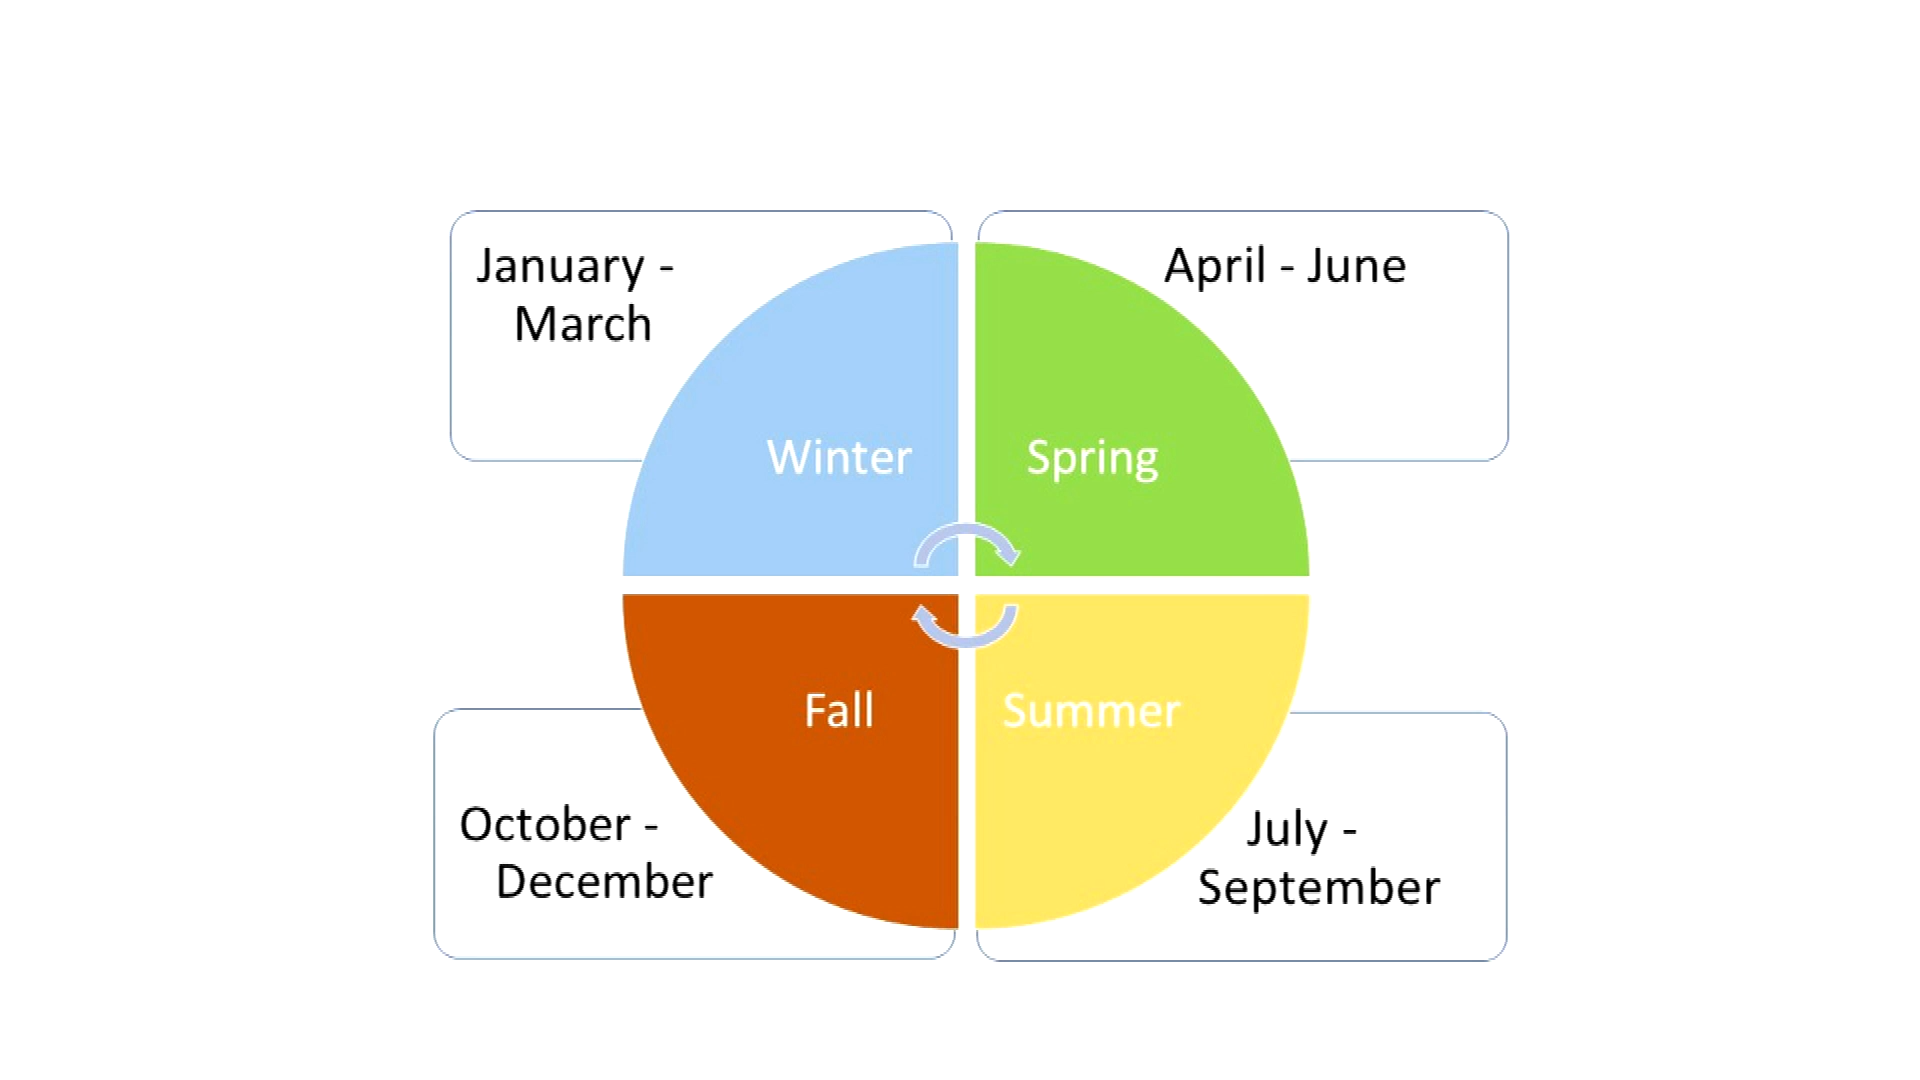 January -
March
April - June
Winter
Spring
Fall
Summer
October -
December
July -
September